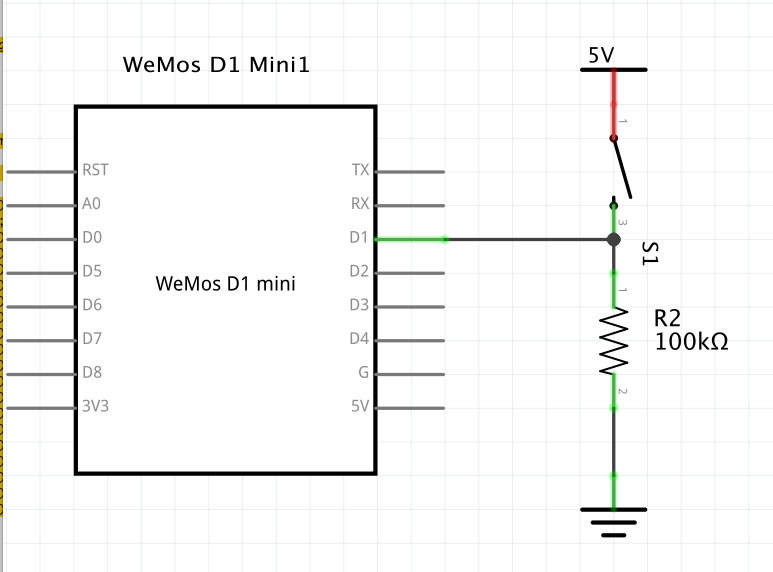 WeMos D1 Mini1
5V
1
RST
TX
A0
RX
D0
D1
3
S1
D5
D2
WeMos D1 mini
1
D6
D3
R2
100kΩ
D7
D4
D8
G
2
3V3
5V